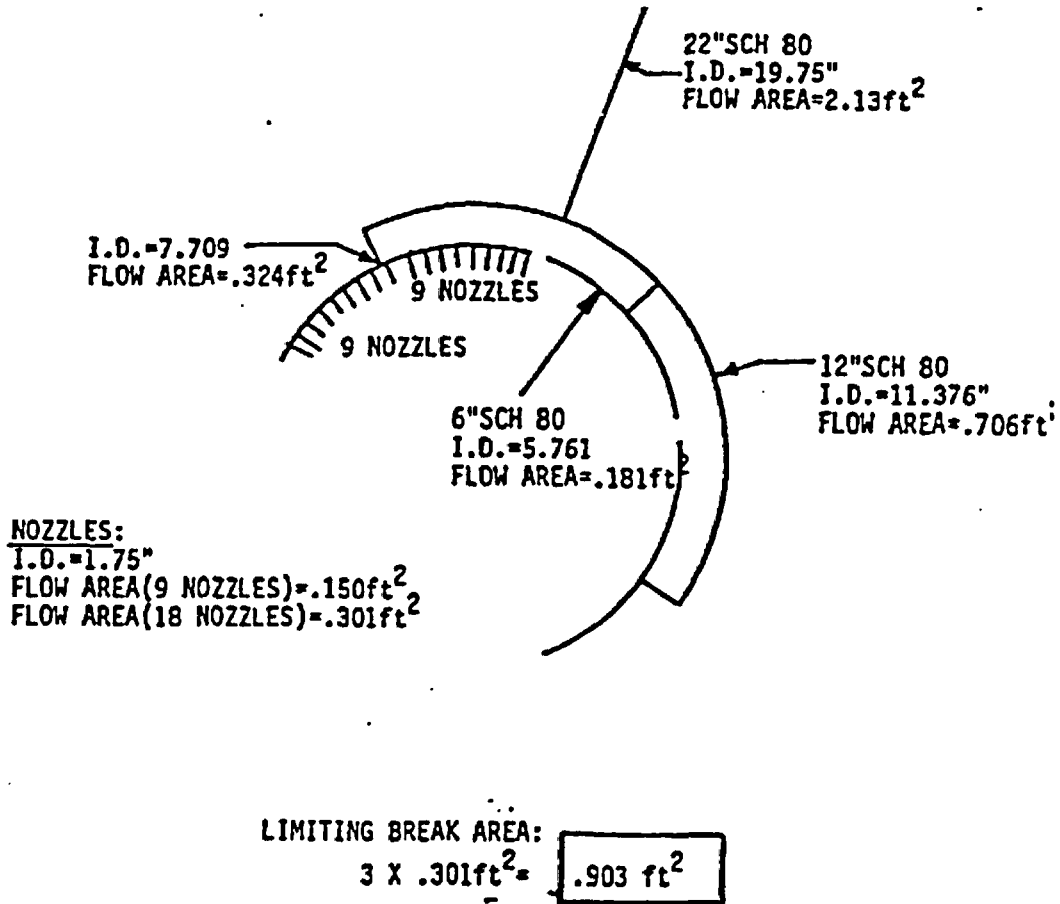 22"SCH 80
I.D.=19.75"
FLOW AREA=2.13ft²
I.D.=7.709
FLOW AREA=.324ft²
9 NOZZLES
9 NOZZLES
12"SCH 80
I.D.=11.376"
FLOW AREA=.706ft'
6"SCH 80
I.D.=5.761
FLOW AREA=.181ft²
NOZZLES:
I.D.=1.75"
FLOW AREA(9 NOZZLES)=.150ft²
FLOW AREA(18 NOZZLES)=.301ft²
LIMITING BREAK AREA:
3 X .301ft²= .903 ft²